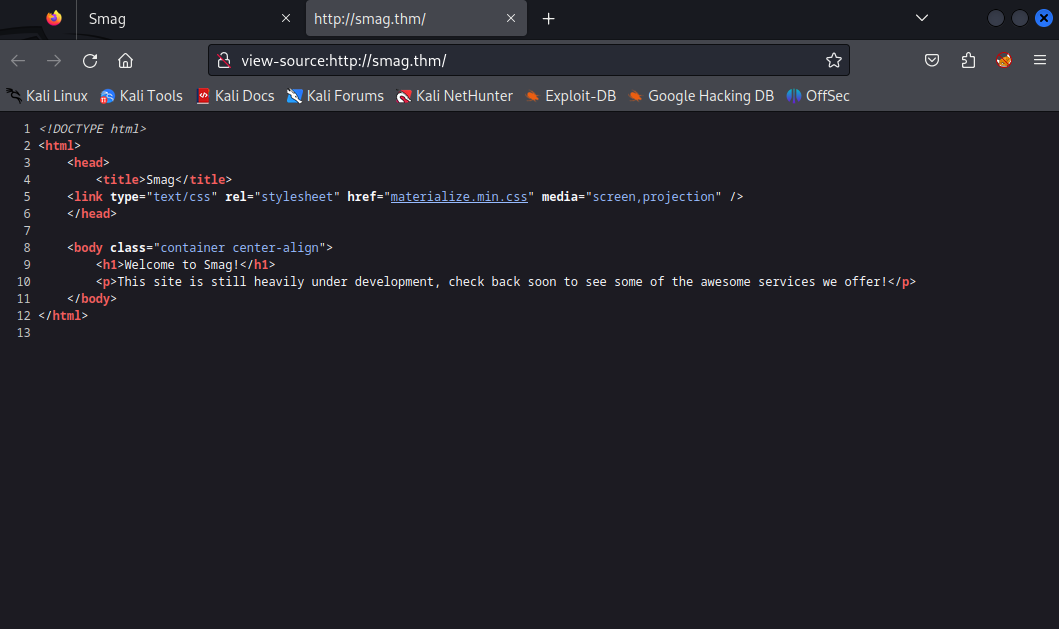 Smag
http://smag.thm/
view-source:http://smag.thm/
Kali Linux Kali Tools Kali Docs Kali Forums Kali NetHunter Exploit-DB Google Hacking DB OffSec
1 <!DOCTYPE html>
2 <html>
3     <head>
4         <title>Smag</title>
5     <link type="text/css" rel="stylesheet" href="materialize.min.css" media="screen,projection" />
6     </head>
7
8     <body class="container center-align">
9         <h1>Welcome to Smag!</h1>
10         <p>This site is still heavily under development, check back soon to see some of the awesome services we offer!</p>
11     </body>
12 </html>
13